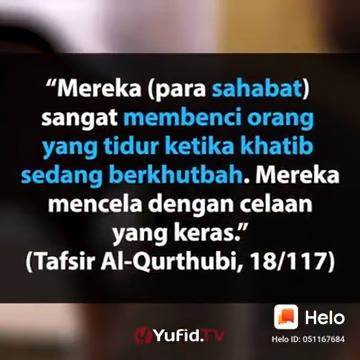 “Mereka (para sahabat)
sangat membenci orang
yang tidur ketika khatib
sedang berkhutbah. Mereka
mencela dengan celaan
yang keras.”
(Tafsir Al-Qurthubi, 18/117)
Yufid.TV
Helo
Helo ID: 051167684